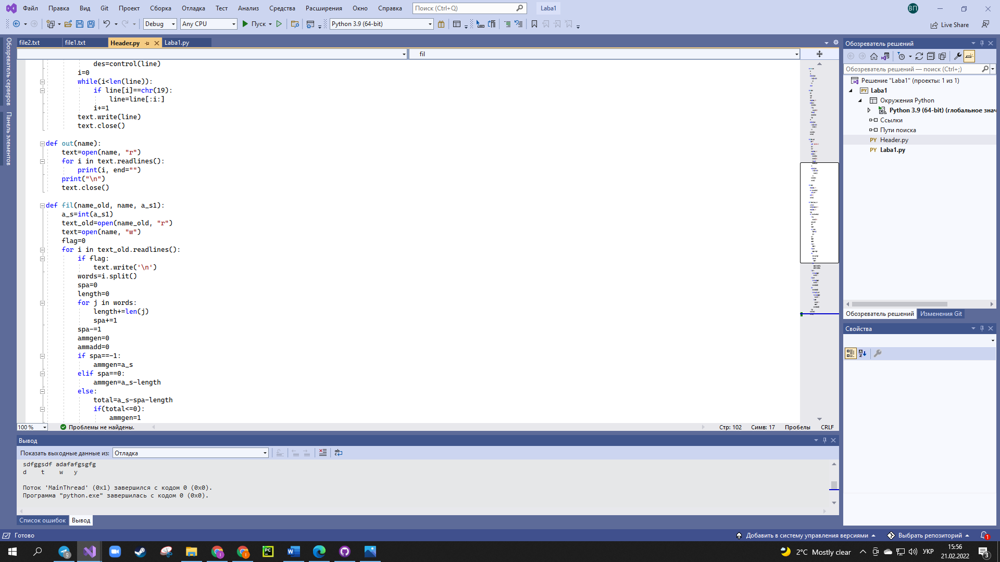 Файл Правка Вид Git Проект Сборка Отладка Тест Анализ Средства Расширения Окно Справка Поиск (Ctrl+Q) Laba1 ВП
Debug Any CPU Пуск Python 3.9 (64-bit) Live Share
file2.txt file1.txt Header.py Laba1.py
fil
Обозреватель серверов
Панель элементов
des=control(line)
i=0
while(i<len(line)):
if line[i]==chr(19):
line=line[:i:]
i+=1
text.write(line)
text.close()
def out(name):
text=open(name, "r")
for i in text.readlines():
print(i, end="")
print("\n")
text.close()
def fil(name_old, name, a_s1):
a_s=int(a_s1)
text_old=open(name_old, "r")
text=open(name, "w")
flag=0
for i in text_old.readlines():
if flag:
text.write('\n')
words=i.split()
spa=0
length=0
for j in words:
length+=len(j)
spa+=1
spa-=1
ammgen=0
ammadd=0
if spa==-1:
ammgen=a_s
elif spa==0:
ammgen=a_s-length
else:
total=a_s-spa-length
if(total<=0):
ammgen=1
100 % Проблемы не найдены. Стр: 102 Симв: 17 Пробелы CRLF
Вывод
Показать выходные данные из: Отладка
sdfggsdf adafafgsgfg
d t w y
Поток 'MainThread' (0x1) завершился с кодом 0 (0x0).
Программа "python.exe" завершилась с кодом 0 (0x0).
Список ошибок Вывод
Обозреватель решений
Обозреватель решений — поиск (Ctrl+;)
Решение "Laba1" (проекты: 1 из 1)
PY Laba1
Окружения Python
Python 3.9 (64-bit) (глобальное знач
Ссылки
Пути поиска
PY Header.py
PY Laba1.py
Обозреватель решений Изменения Git
Свойства
Готово Добавить в систему управления версиями Выбрать репозиторий 1
9 PC 2°C Mostly clear УКР 15:56
21.02.2022 3